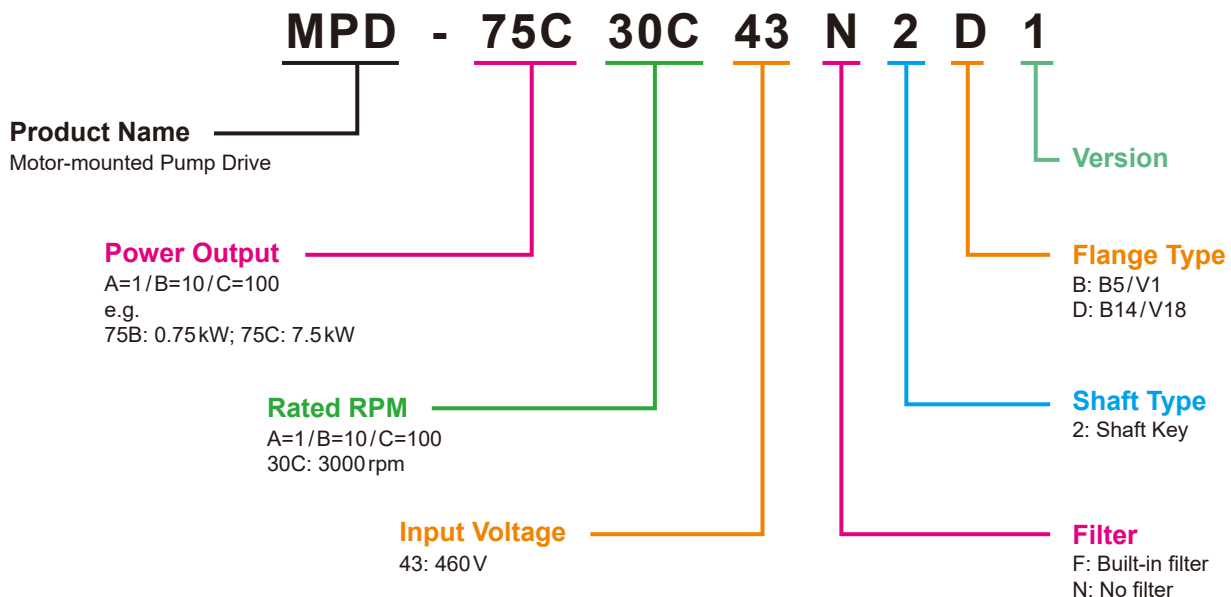 MPD - 75C 30C 43 N 2 D 1
Product Name
Motor-mounted Pump Drive
Version
Power Output
A=1/B=10/C=100
e.g.
75B: 0.75kW; 75C: 7.5kW
Flange Type
B: B5/V1
D: B14/V18
Rated RPM
A=1/B=10/C=100
30C: 3000rpm
Shaft Type
2: Shaft Key
Input Voltage
43: 460V
Filter
F: Built-in filter
N: No filter